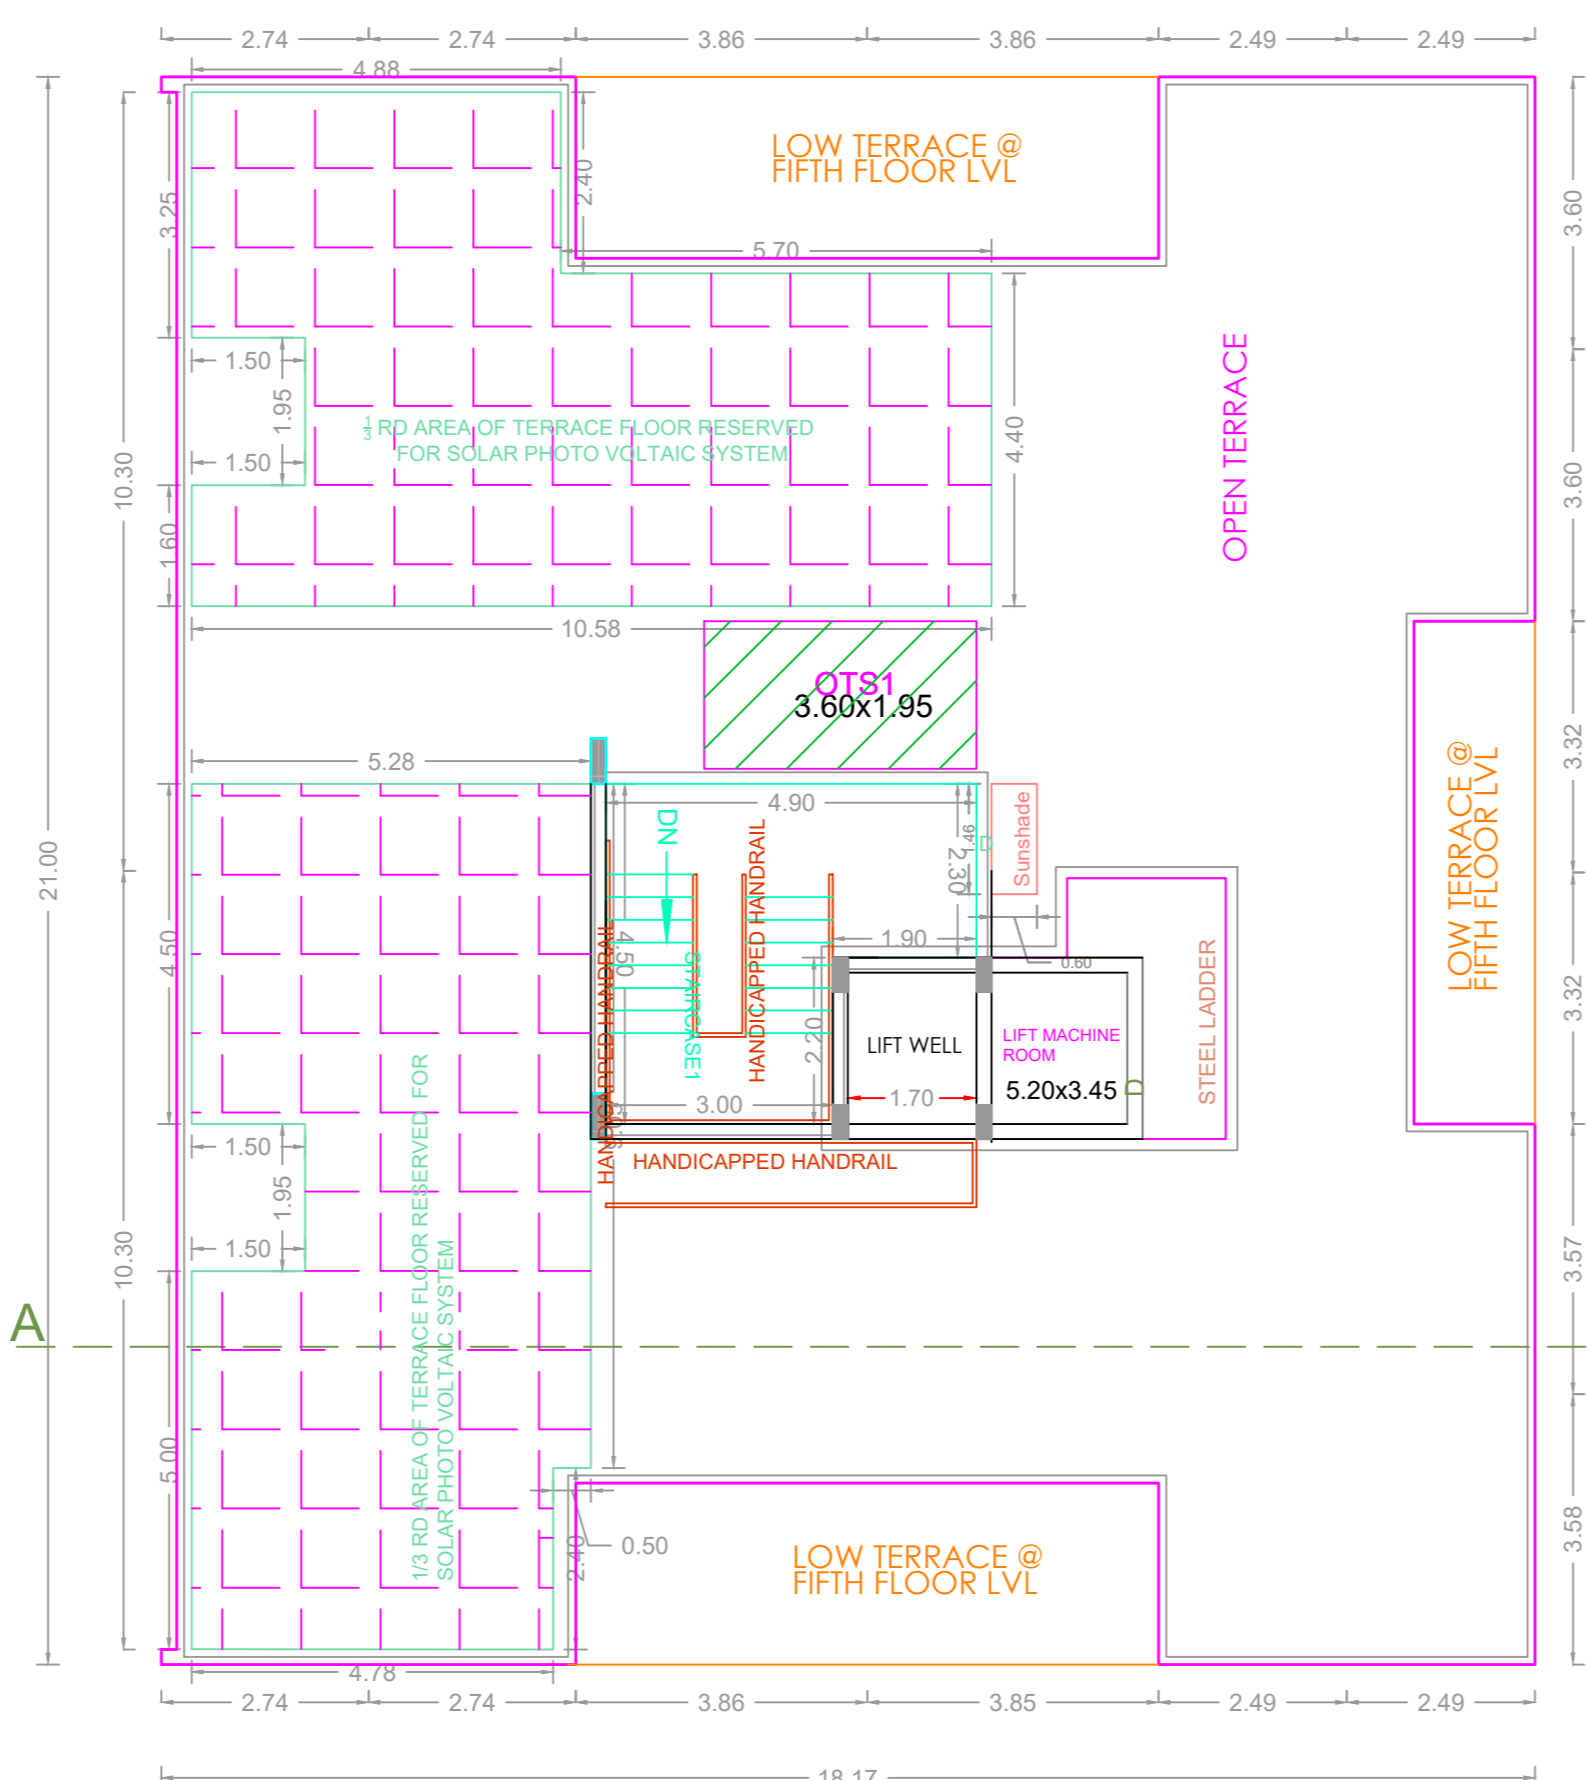 2.74
2.74
3.86
3.86
2.49
2.49
4.88
LOW TERRACE @
FIFTH FLOOR LVL
2.40
3.25
3.60
5.70
OPEN TERRACE
1.50
1.95
1/3 RD AREA OF TERRACE FLOOR RESERVED
FOR SOLAR PHOTO VOLTAIC SYSTEM
4.40
1.50
10.30
3.60
1.60
10.58
OTS1
3.60x1.95
3.32
5.28
4.90
DN
HANDICAPPED HANDRAIL
1.46
D
2.30
Sunshade
LOW TERRACE @
FIFTH FLOOR LVL
21.00
4.50
4.50
1.90
0.60
STAIRCASE1
HANDICAPPED HANDRAIL
2.20
LIFT WELL
LIFT MACHINE
ROOM
5.20x3.45
D
STEEL LADDER
3.32
3.00
1.70
HANDICAPPED HANDRAIL
1.50
1.95
1.50
10.30
1/3 RD AREA OF TERRACE FLOOR RESERVED FOR
SOLAR PHOTO VOLTAIC SYSTEM
3.57
A
5.00
0.50
2.40
LOW TERRACE @
FIFTH FLOOR LVL
3.58
4.78
2.74
2.74
3.86
3.85
2.49
2.49
18.17